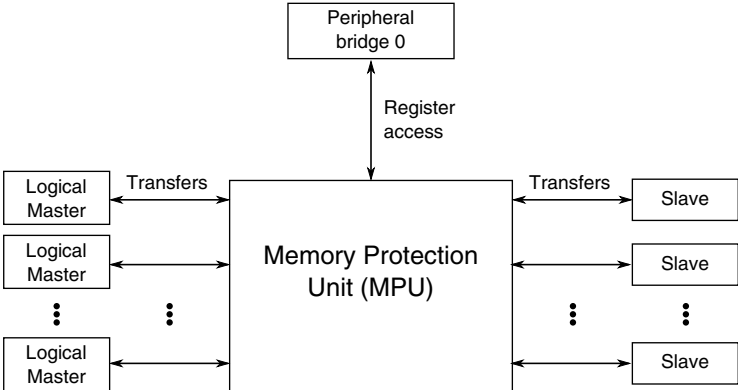 Peripheral
bridge 0
Register
access
Logical
Master
Transfers
Transfers
Slave
Logical
Master
Memory Protection
Unit (MPU)
Slave
Logical
Master
Slave